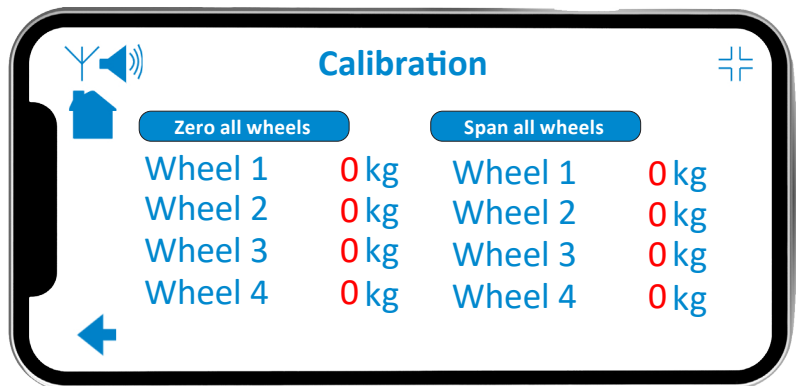 Calibration
Zero all wheels
Wheel 1 0 kg
Wheel 2 0 kg
Wheel 3 0 kg
Wheel 4 0 kg
Span all wheels
Wheel 1 0 kg
Wheel 2 0 kg
Wheel 3 0 kg
Wheel 4 0 kg